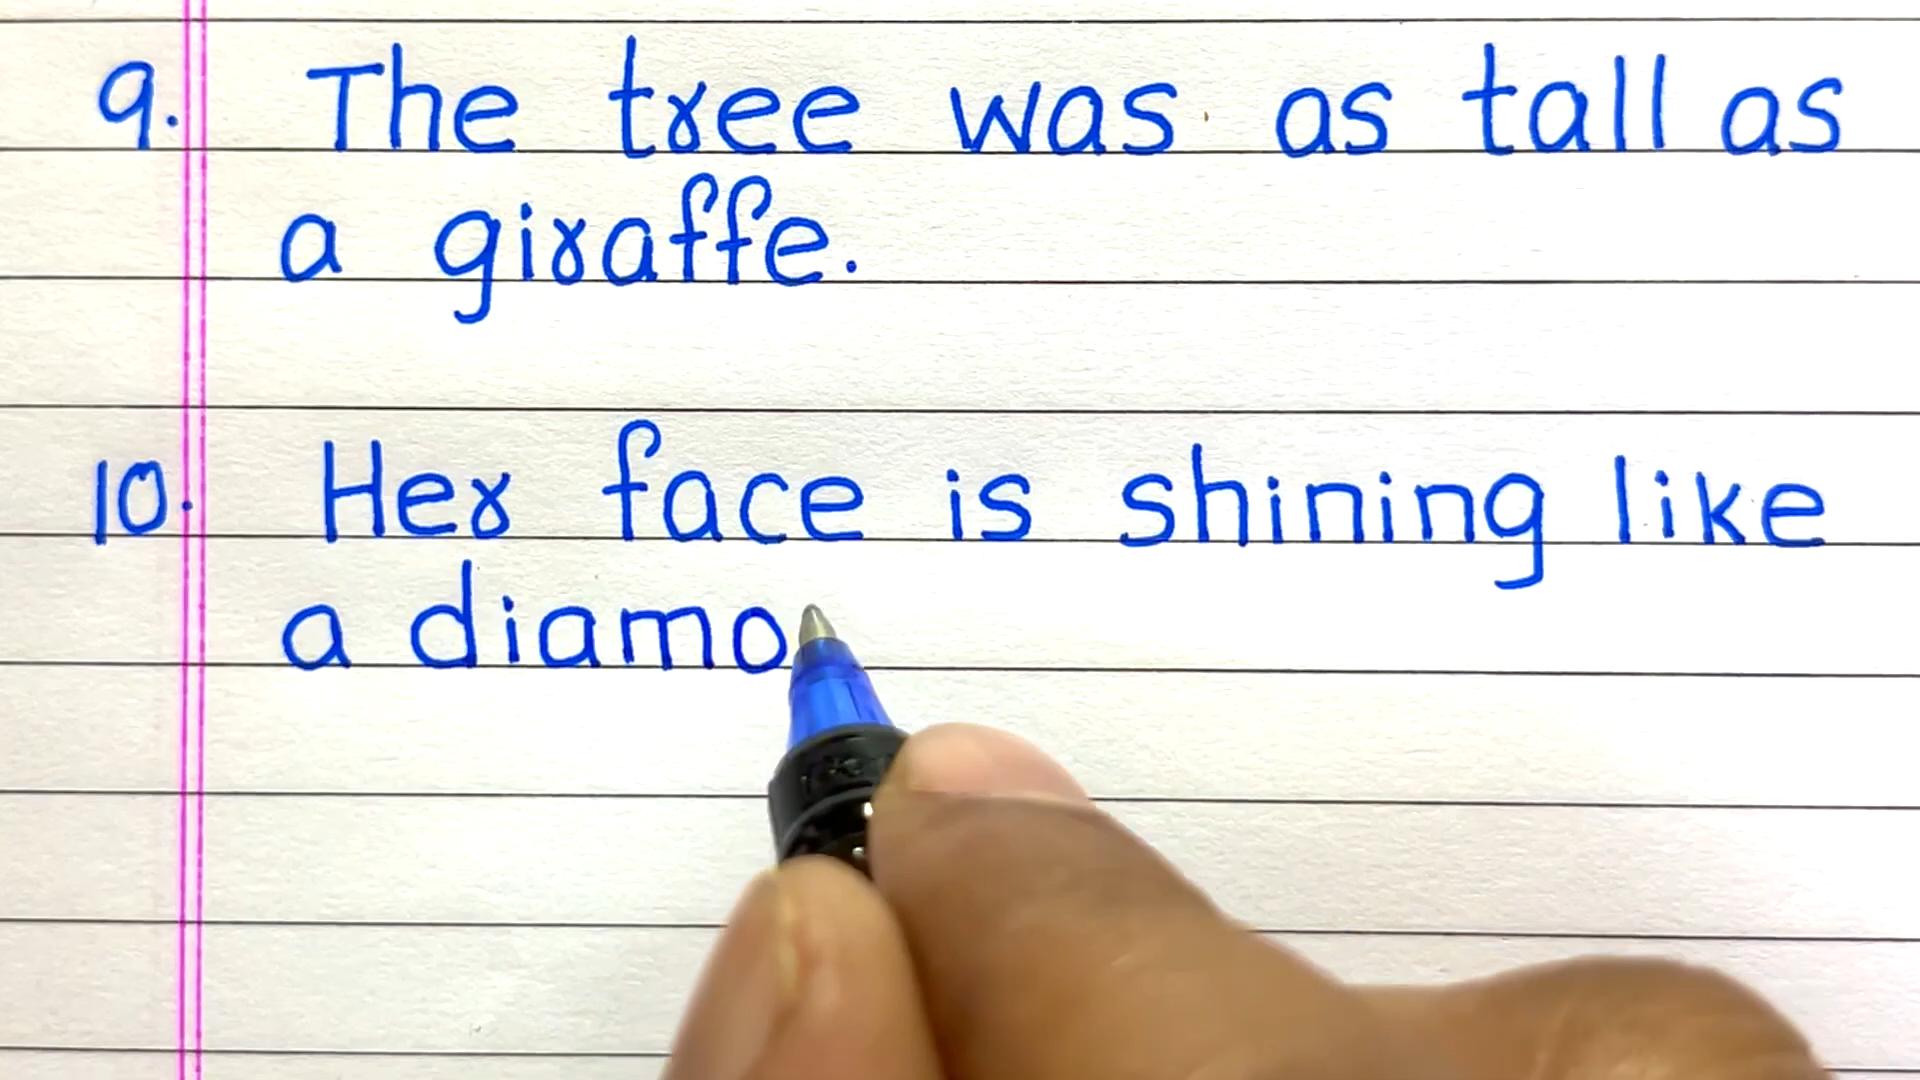 9. The tree was as tall as
a giraffe.
10. Her face is shining like
a diamo